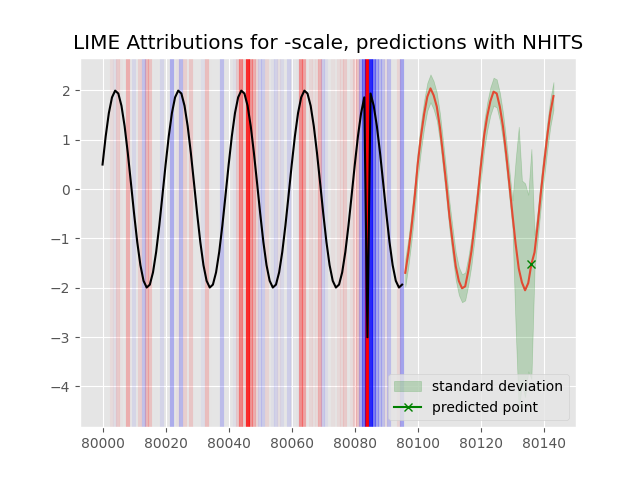 LIME Attributions for -scale, predictions with NHITS
2
1
0
−1
−2
−3
−4
standard deviation
predicted point
80000 80020 80040 80060 80080 80100 80120 80140